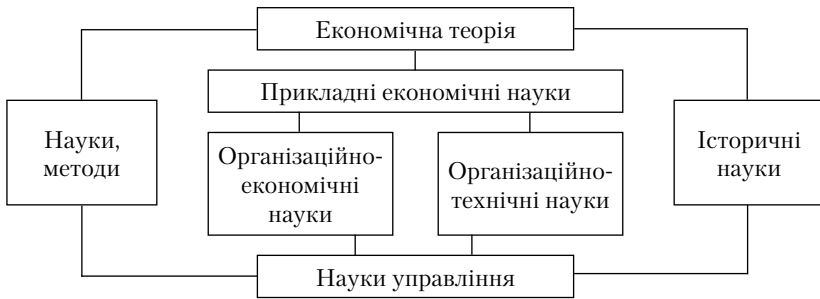 Економічна теорія
Прикладні економічні науки
Науки,
методи
Організаційно-
економічні
науки
Організаційно-
технічні науки
Історичні
науки
Науки управління